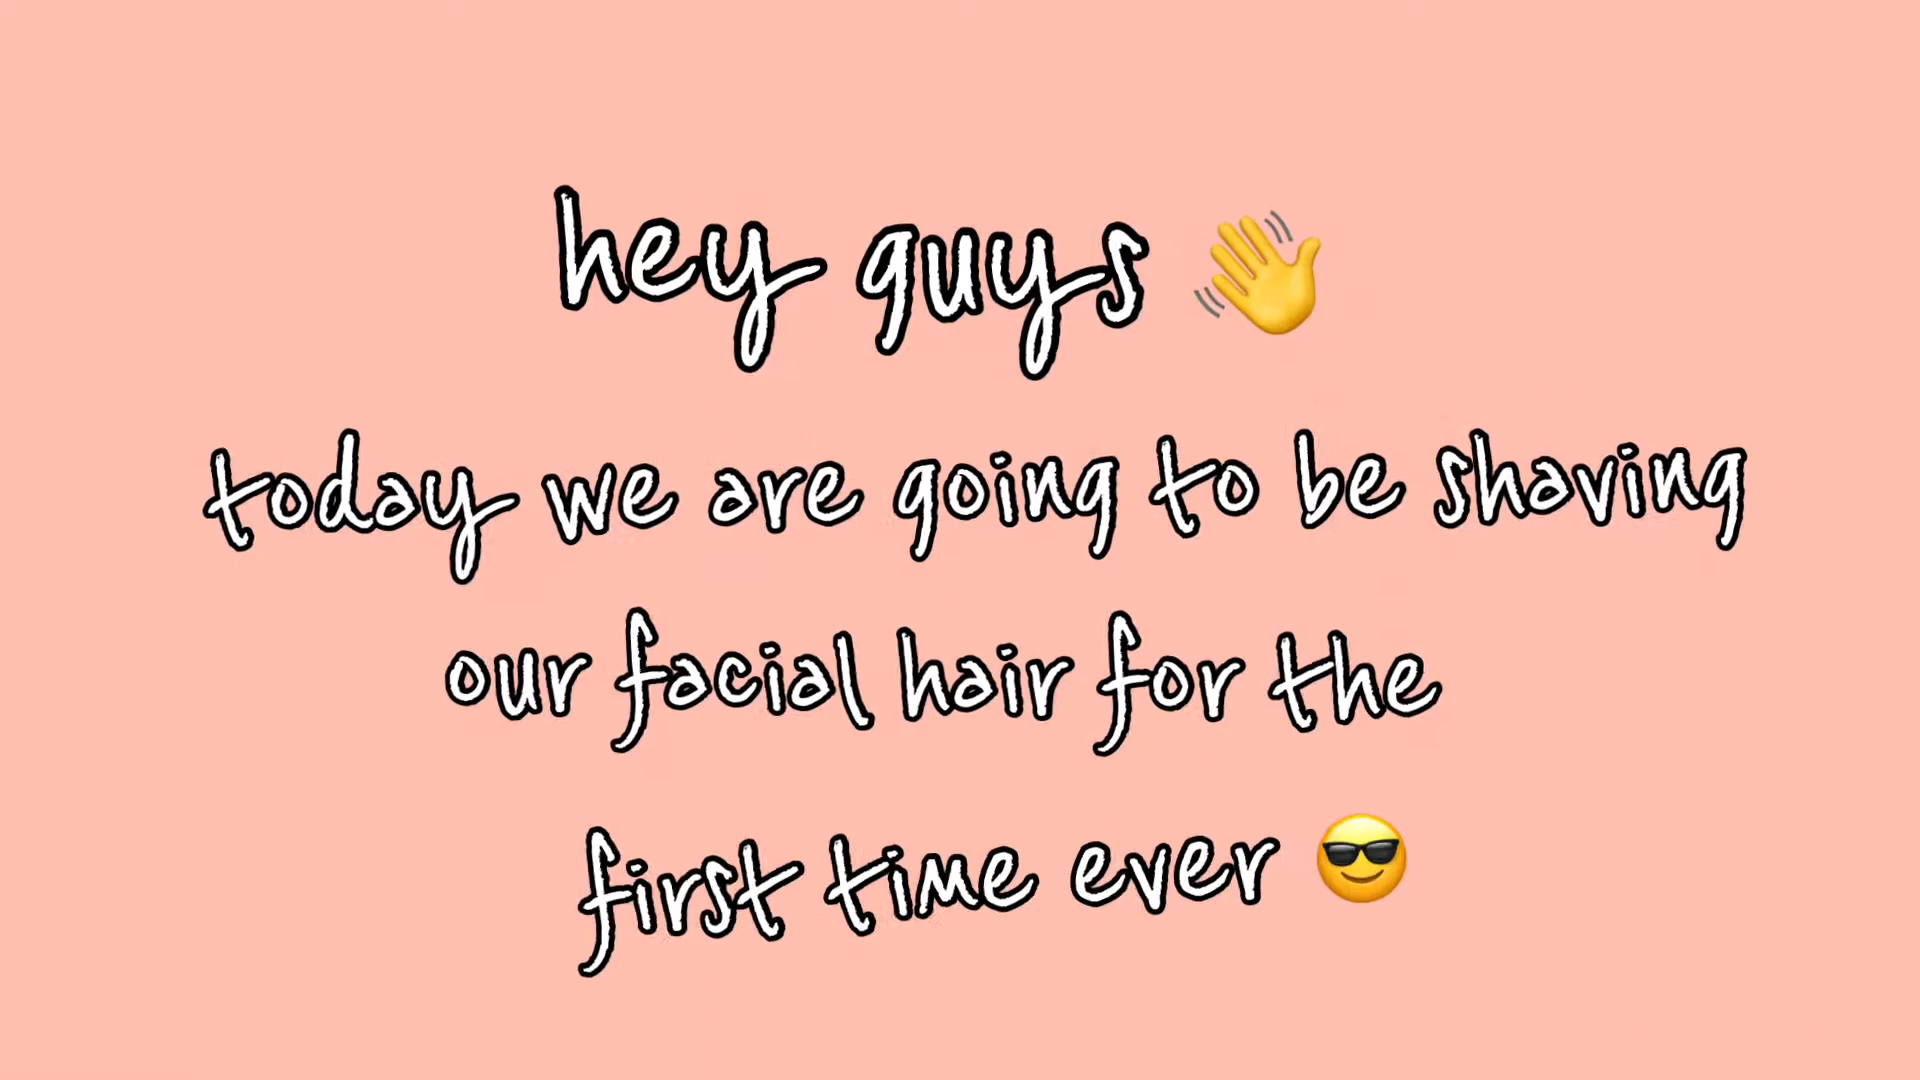 hey guys 👋
today we are going to be shaving
our facial hair for the
first time ever 😎